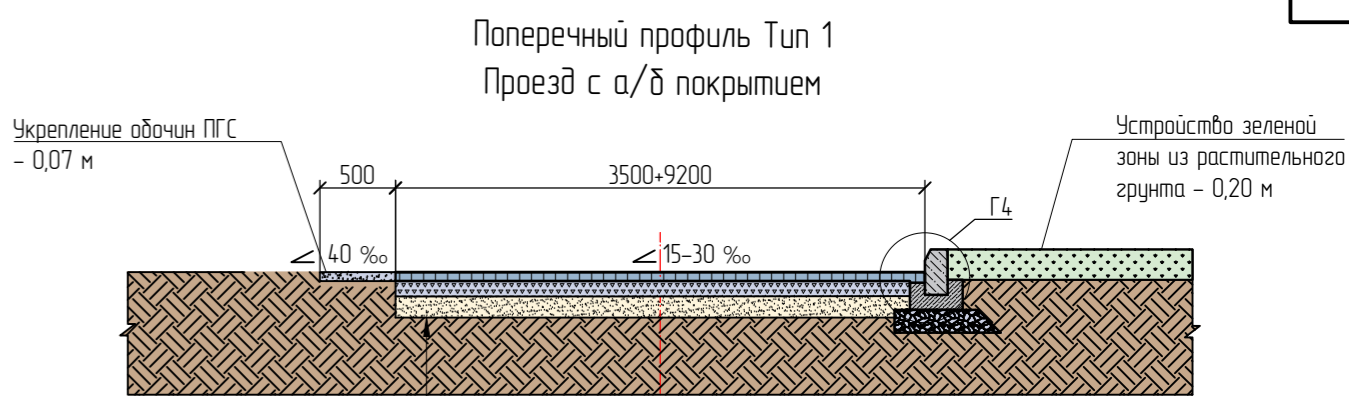 Поперечный профиль Тип 1
Проезд с а/б покрытием
Укрепление обочин ПГС
- 0,07 м
Устройство зеленой
зоны из растительного
грунта - 0,20 м
500
3500+9200
Г4
40 ‰
15-30 ‰